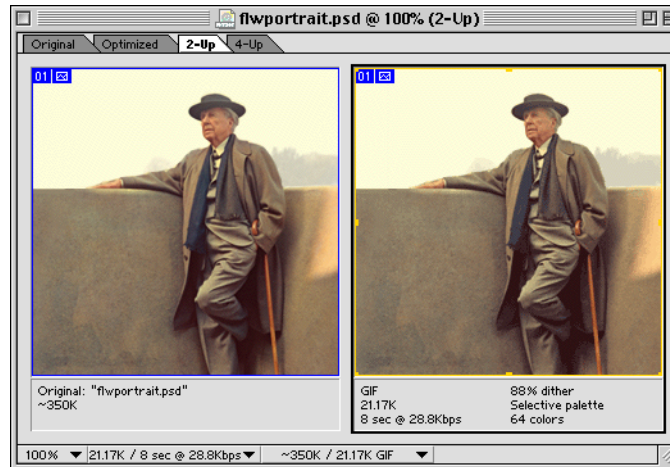 flwportrait.psd @ 100% (2-Up)
Original Optimized 2-Up 4-Up
01
01
Original: "flwportrait.psd"
~350K
GIF
21.17K
8 sec @ 28.8Kbps
88% dither
Selective palette
64 colors
100% 21.17K / 8 sec @ 28.8Kbps ~350K / 21.17K GIF